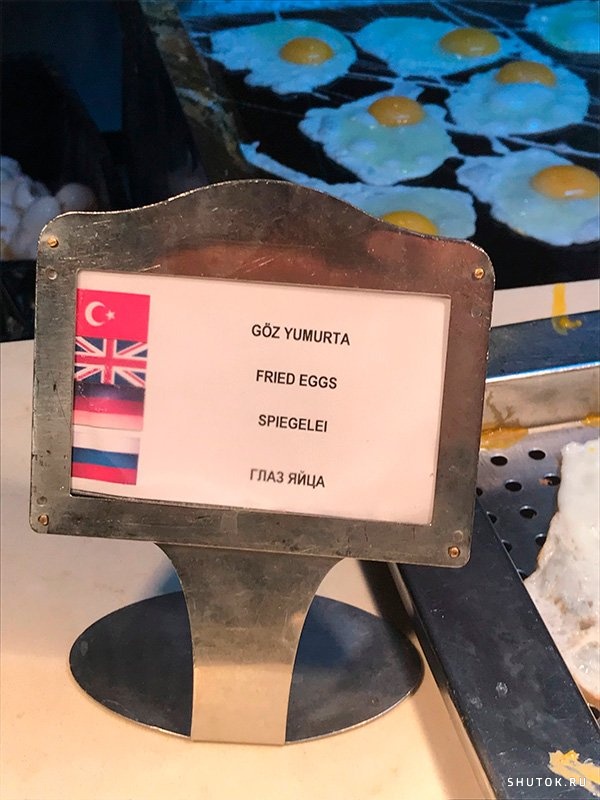 GÖZ YUMURTA
FRIED EGGS
SPIEGELEI
ГЛАЗ ЯЙЦА
SHUTOK.RU